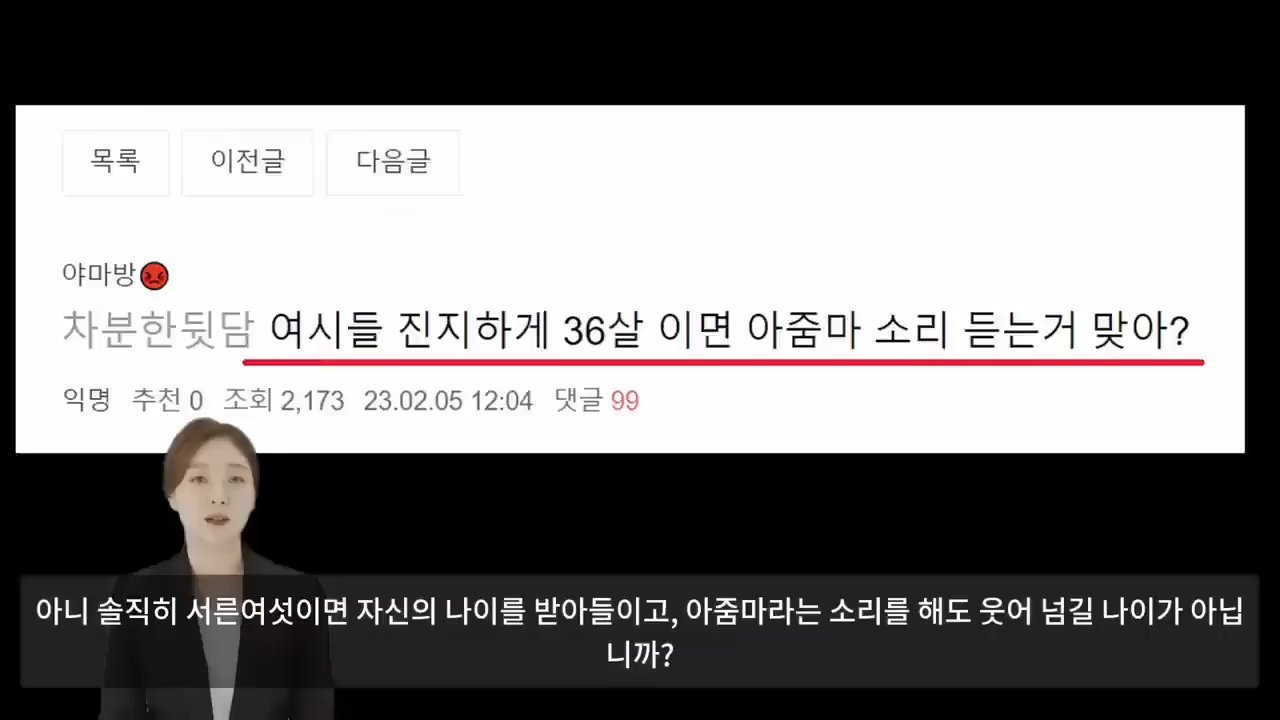 목록 이전글 다음글
야마방😡
차분한뒷담 여시들 진지하게 36살 이면 아줌마 소리 듣는거 맞아?
익명 추천 0 조회 2,173 23.02.05 12:04 댓글 99
아니 솔직히 서른여섯이면 자신의 나이를 받아들이고, 아줌마라는 소리를 해도 웃어 넘길 나이가 아닙
니까?